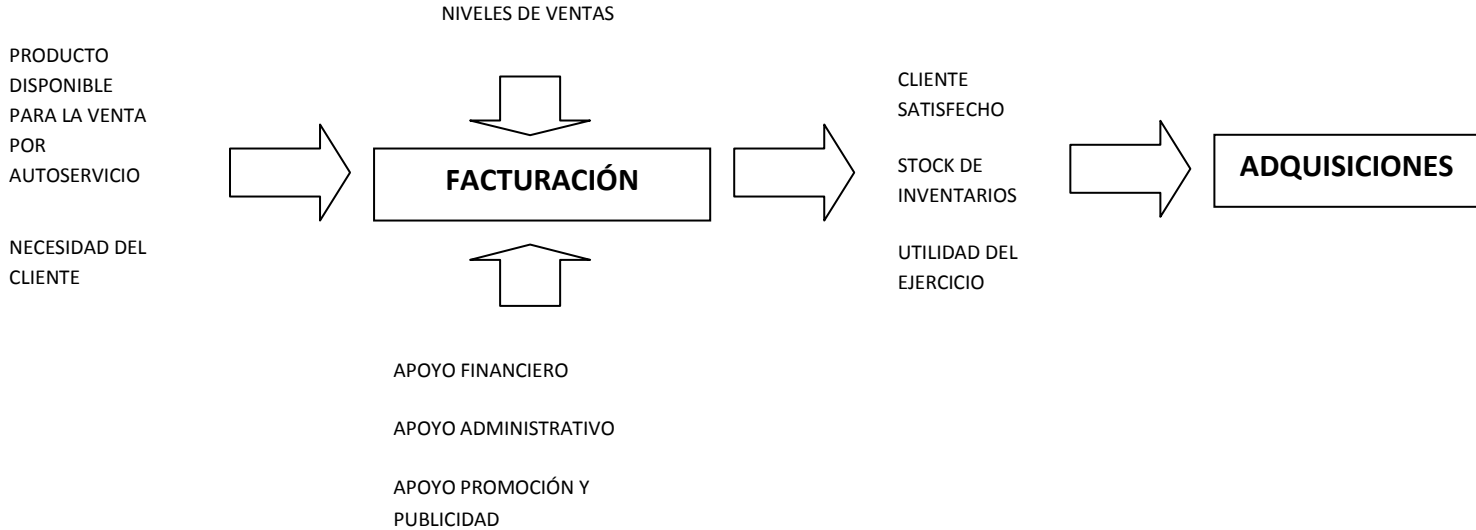 NIVELES DE VENTAS
PRODUCTO
DISPONIBLE
PARA LA VENTA
POR
AUTOSERVICIO
NECESIDAD DEL
CLIENTE
FACTURACIÓN
APOYO FINANCIERO
APOYO ADMINISTRATIVO
APOYO PROMOCIÓN Y
PUBLICIDAD
CLIENTE
SATISFECHO
STOCK DE
INVENTARIOS
UTILIDAD DEL
EJERCICIO
ADQUISICIONES